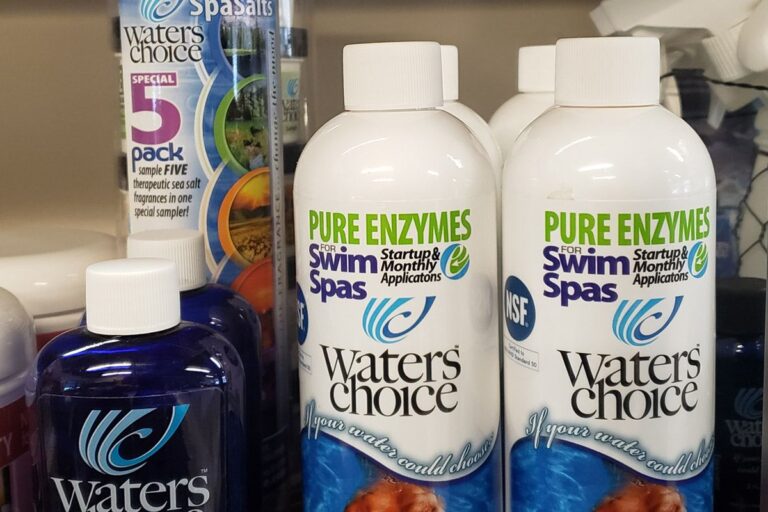 SpaSalts
Waters
choice
SPECIAL
5
pack
sample FIVE
therapeutic sea salt
fragrances in one
special sampler!
Waters
PURE ENZYMES
FOR
Swim
Spas
Startup &
Monthly
Applicatons
Waters
choice
If your water could choose
PURE ENZYMES
FOR
Swim
Spas
Startup &
Monthly
Applicatons
NSF
Waters
choice
If your water could choose